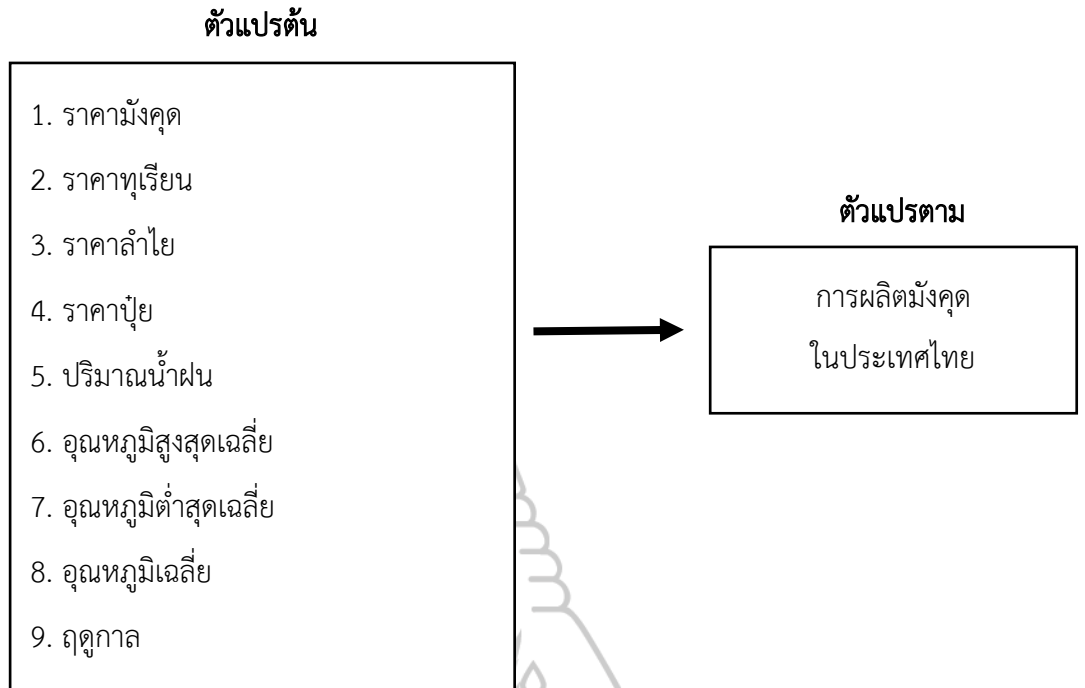 ตัวแปรต้น
1. ราคามังคุด
2. ราคาทุเรียน
3. ราคาลำไย
4. ราคาปุ๋ย
5. ปริมาณน้ำฝน
6. อุณหภูมิสูงสุดเฉลี่ย
7. อุณหภูมิต่ำสุดเฉลี่ย
8. อุณหภูมิเฉลี่ย
9. ฤดูกาล
ตัวแปรตาม
การผลิตมังคุด
ในประเทศไทย